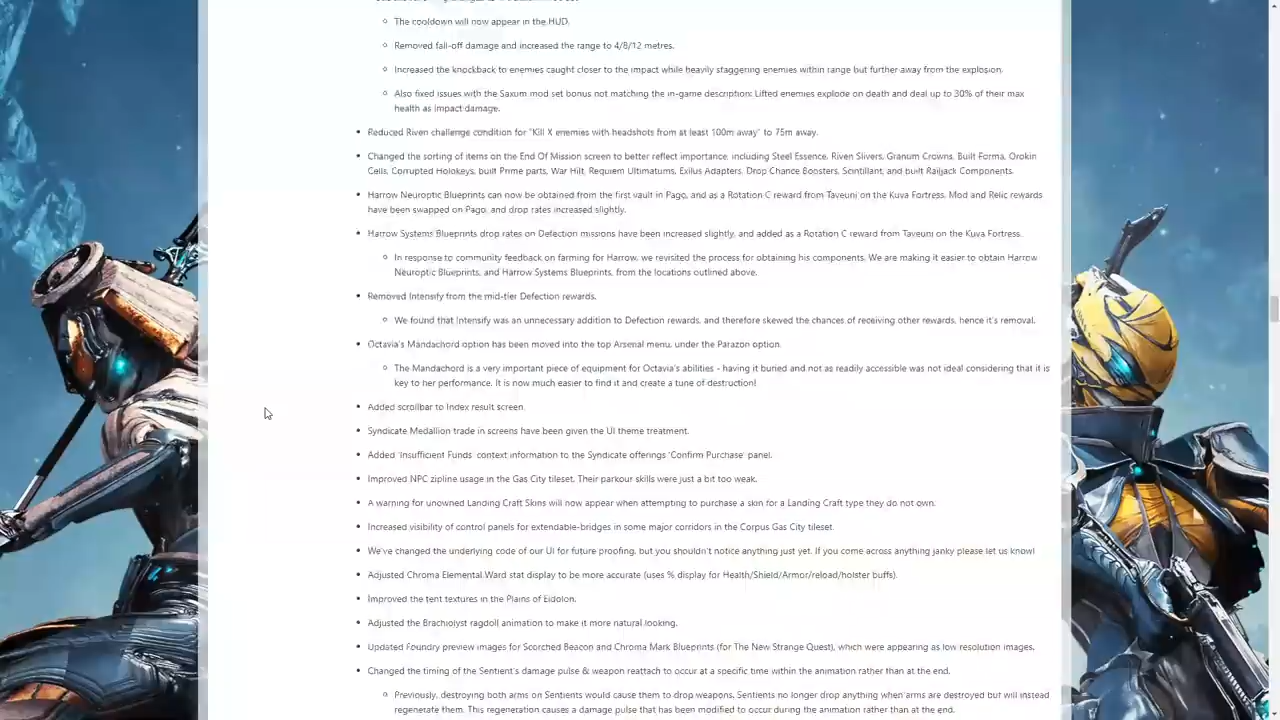 The cooldown will now appear in the HUD.
Removed fall-off damage and increased the range to 4/8/12 metres.
Increased the knockback to enemies caught closer to the impact while heavily staggering enemies within range but further away from the explosion.
Also fixed issues with the Saxum mod set bonus not matching the in-game description: Lifted enemies explode on death and deal up to 30% of their max
health as Impact damage.
Reduced Riven challenge condition for "Kill X enemies with headshots from at least 100m away" to 75m away.
Changed the sorting of items on the End Of Mission screen to better reflect importance, including Steel Essence, Riven Slivers, Granum Crowns, Built Forma, Orokin
Cells, Corrupted Holokeys, built Prime parts, War Hilt, Requiem Ultimatums, Exilus Adapters, Drop Chance Boosters, Scintillant, and built Railjack Components.
Harrow Neuroptic Blueprints can now be obtained from the first vault in Pago, and as a Rotation C reward from Taveuni on the Kuva Fortress. Mod and Relic rewards
have been swapped on Pago, and drop rates increased slightly.
Harrow Systems Blueprints drop rates on Defection missions have been increased slightly, and added as a Rotation C reward from Taveuni on the Kuva Fortress.
In response to community feedback on farming for Harrow, we revisited the process for obtaining his components. We are making it easier to obtain Harrow
Neuroptic Blueprints, and Harrow Systems Blueprints, from the locations outlined above.
Removed Intensify from the mid-tier Defection rewards.
We found that Intensify was an unnecessary addition to Defection rewards, and therefore skewed the chances of receiving other rewards, hence it's removal.
Octavia's Mandachord option has been moved into the top Arsenal menu, under the Parazon option.
The Mandachord is a very important piece of equipment for Octavia's abilities - having it buried and not as readily accessible was not ideal considering that it is
key to her performance. It is now much easier to find it and create a tune of destruction!
Added scrollbar to Index result screen.
Syndicate Medallion trade in screens have been given the UI theme treatment.
Added 'Insufficient Funds' context information to the Syndicate offerings 'Confirm Purchase' panel.
Improved NPC zipline usage in the Gas City tileset. Their parkour skills were just a bit too weak.
A warning for unowned Landing Craft Skins will now appear when attempting to purchase a skin for a Landing Craft type they do not own.
Increased visibility of control panels for extendable-bridges in some major corridors in the Corpus Gas City tileset.
We've changed the underlying code of our UI for future proofing, but you shouldn't notice anything just yet. If you come across anything janky please let us know!
Adjusted Chroma Elemental Ward stat display to be more accurate (uses % display for Health/Shield/Armor/reload/holster buffs).
Improved the tent textures in the Plains of Eidolon.
Adjusted the Brachiolyst ragdoll animation to make it more natural looking.
Updated Foundry preview images for Scorched Beacon and Chroma Mark Blueprints (for The New Strange Quest), which were appearing as low resolution images.
Changed the timing of the Sentient's damage pulse & weapon reattach to occur at a specific time within the animation rather than at the end.
Previously, destroying both arms on Sentients would cause them to drop weapons. Sentients no longer drop anything when arms are destroyed but will instead
regenerate them. This regeneration causes a damage pulse that has been modified to occur during the animation rather than at the end.